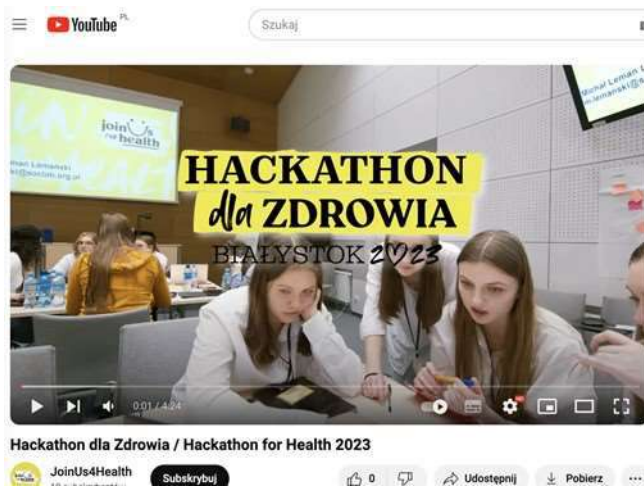 YouTube PL
Szukaj
join Us
for health
HACKATHON
dla ZDROWIA
BIAŁYSTOK 2023
0:01 / 4:24
Hackathon dla Zdrowia / Hackathon for Health 2023
JoinUs4Health
Subskrybuj
0
Udostępnij
Pobierz